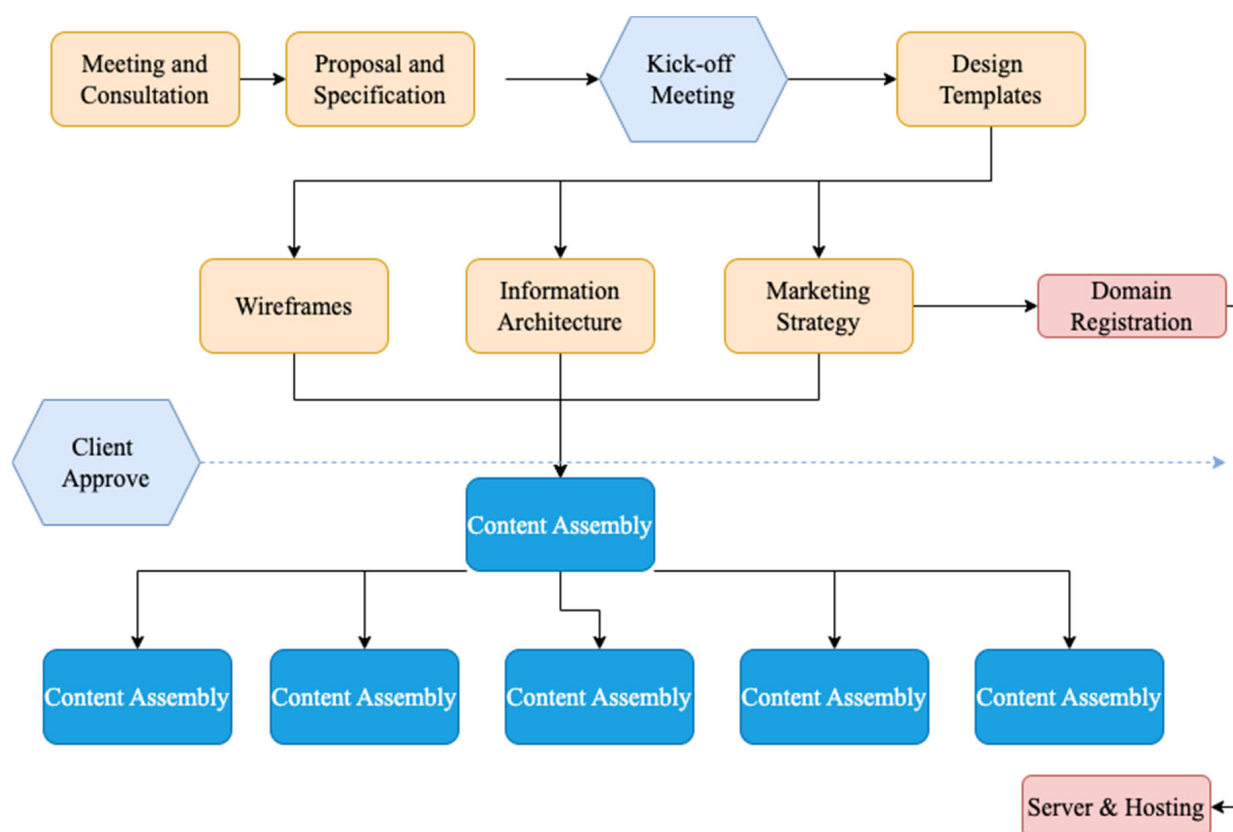 Meeting and
Consultation
Proposal and
Specification
Kick-off
Meeting
Design
Templates
Wireframes
Information
Architecture
Marketing
Strategy
Domain
Registration
Client
Approve
Content Assembly
Content Assembly
Content Assembly
Content Assembly
Content Assembly
Content Assembly
Server & Hosting